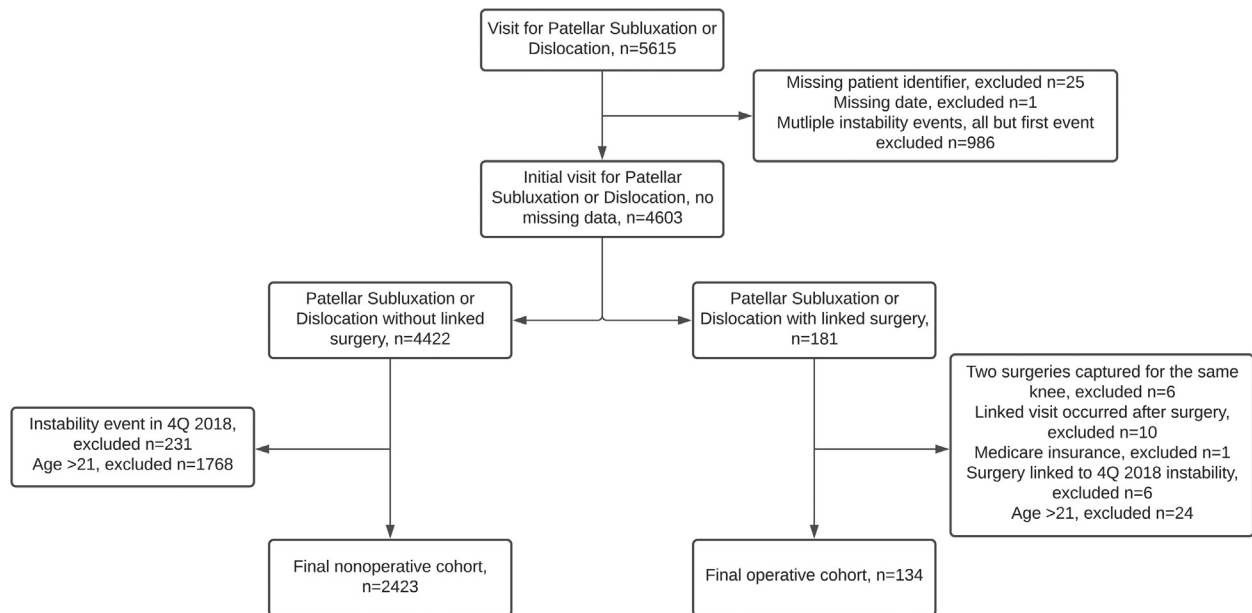 Visit for Patellar Subluxation or
Dislocation, n=5615
Missing patient identifier, excluded n=25
Missing date, excluded n=1
Mutliple instability events, all but first event
excluded n=986
Initial visit for Patellar
Subluxation or Dislocation, no
missing data, n=4603
Patellar Subluxation or
Dislocation without linked
surgery, n=4422
Patellar Subluxation or
Dislocation with linked surgery,
n=181
Instability event in 4Q 2018,
excluded n=231
Age >21, excluded n=1768
Two surgeries captured for the same
knee, excluded n=6
Linked visit occurred after surgery,
excluded n=10
Medicare insurance, excluded n=1
Surgery linked to 4Q 2018 instability,
excluded n=6
Age >21, excluded n=24
Final nonoperative cohort,
n=2423
Final operative cohort, n=134